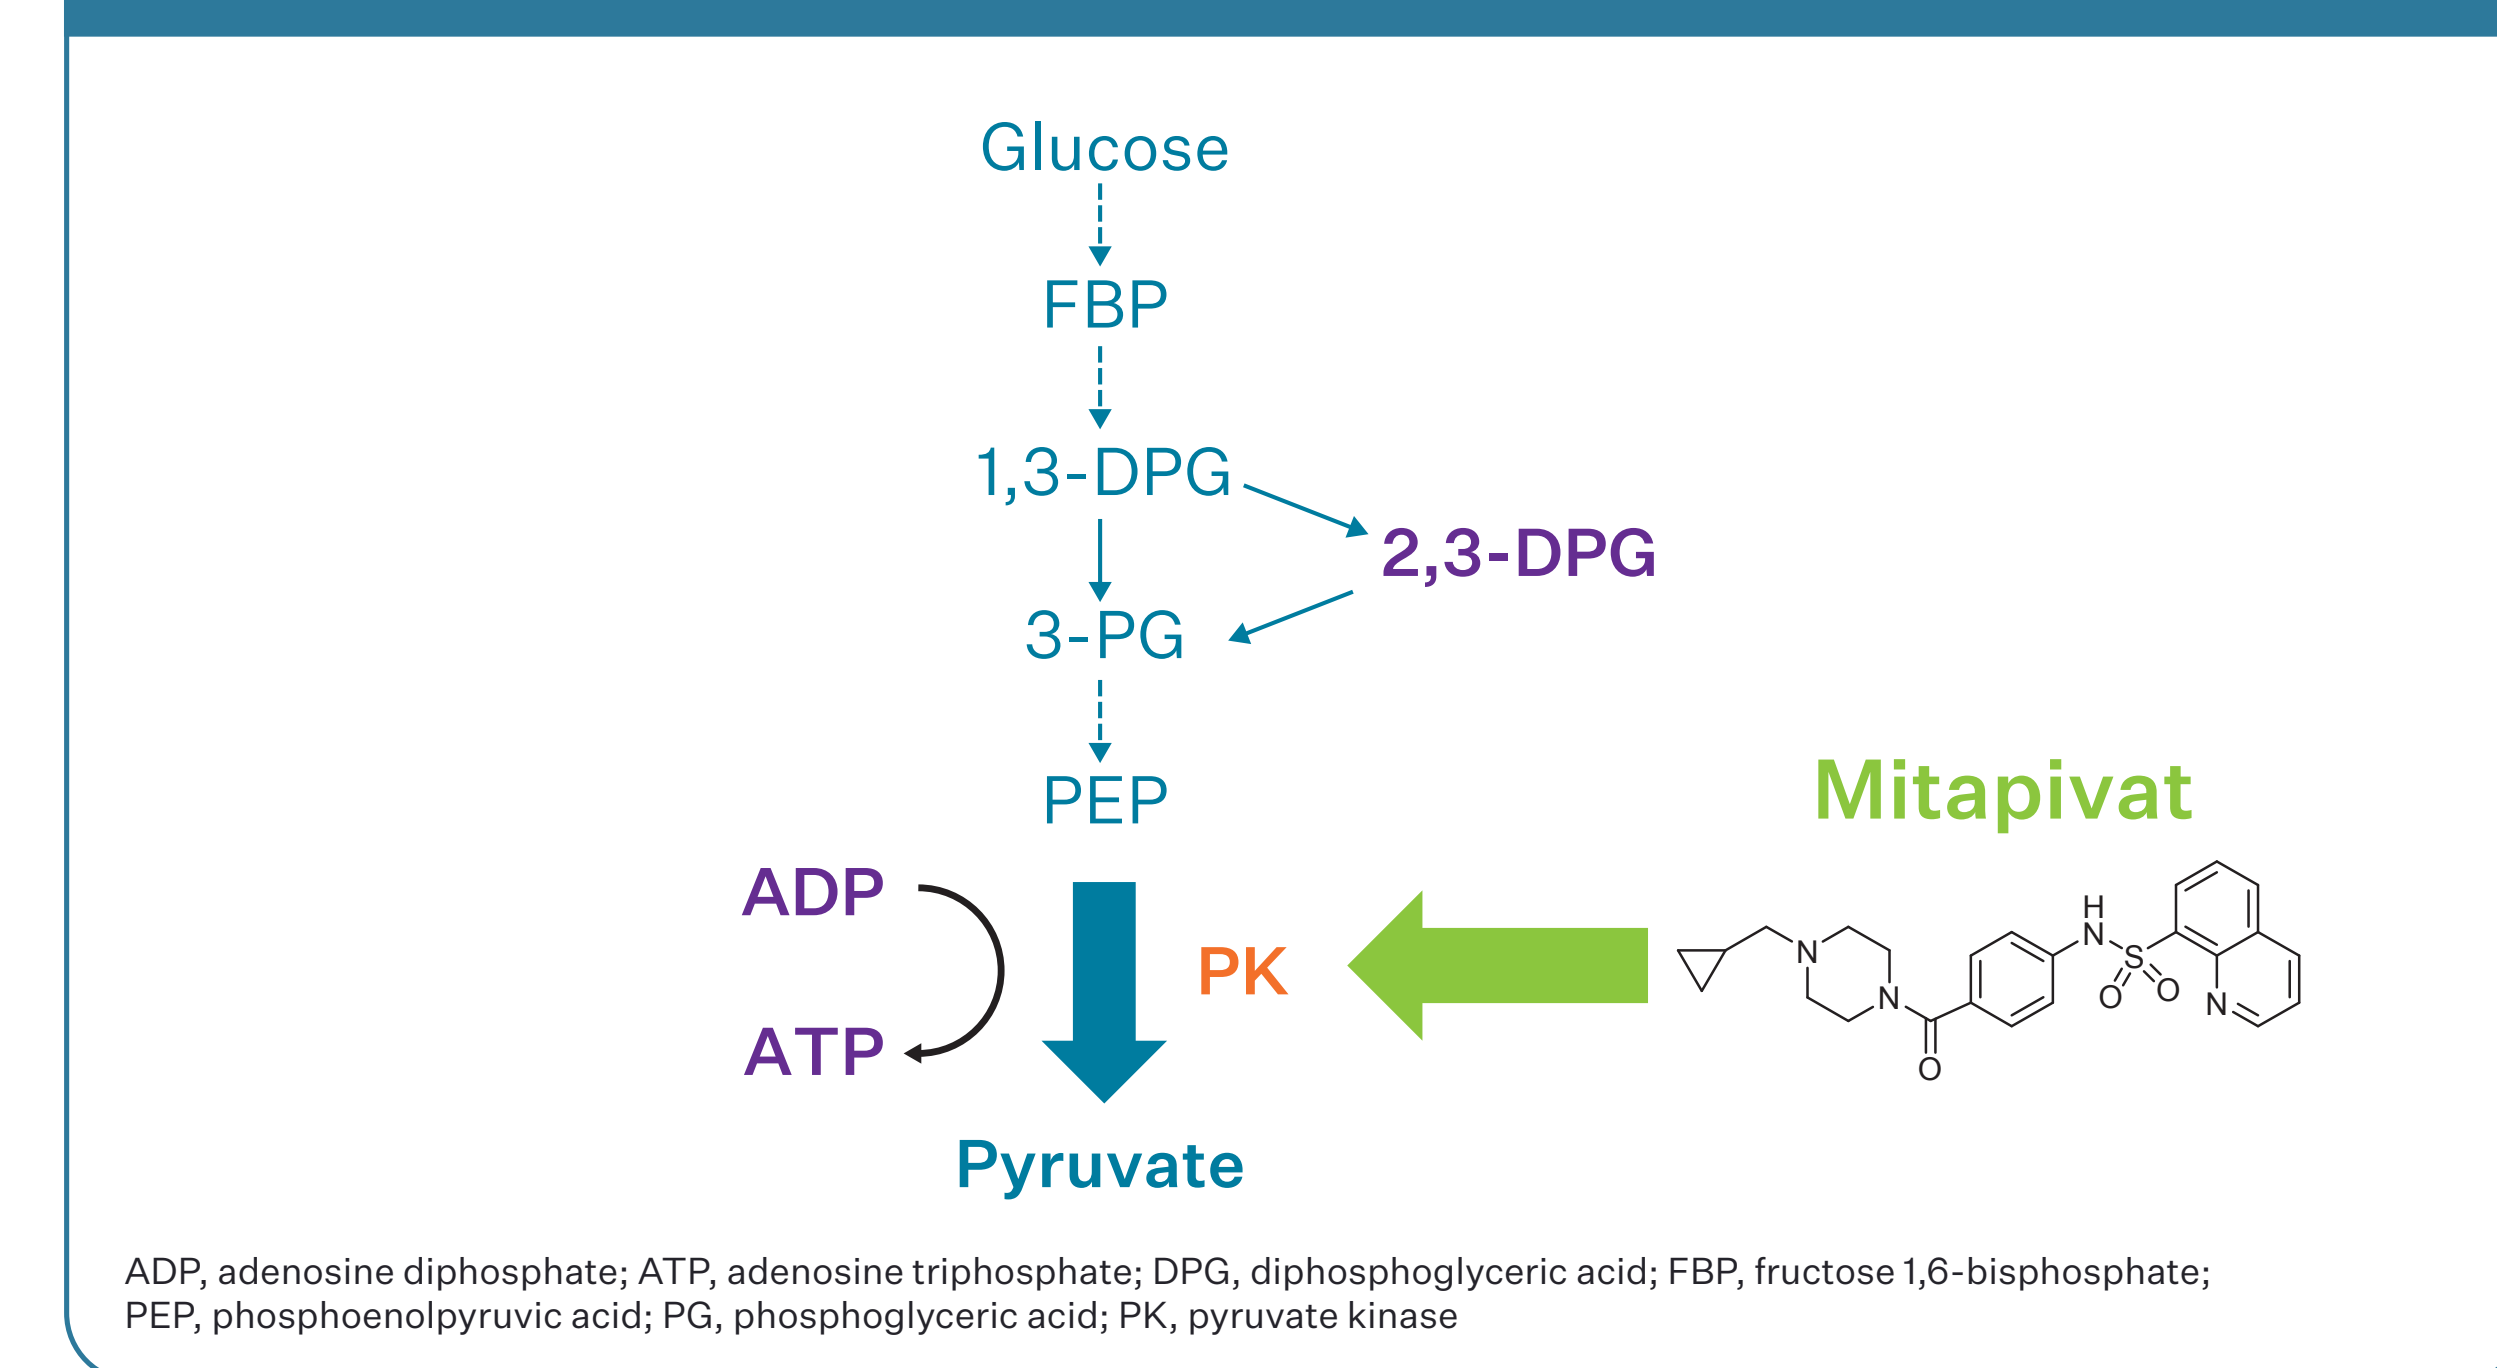 Glucose
FBP
1,3-DPG
2,3-DPG
3-PG
PEP
Mitapivat
ADP
PK
ATP
Pyruvate
N
N
O
H
N
S
O
O
N
ADP, adenosine diphosphate; ATP, adenosine triphosphate; DPG, diphosphoglyceric acid; FBP, fructose 1,6-bisphosphate;
PEP, phosphoenolpyruvic acid; PG, phosphoglyceric acid; PK, pyruvate kinase